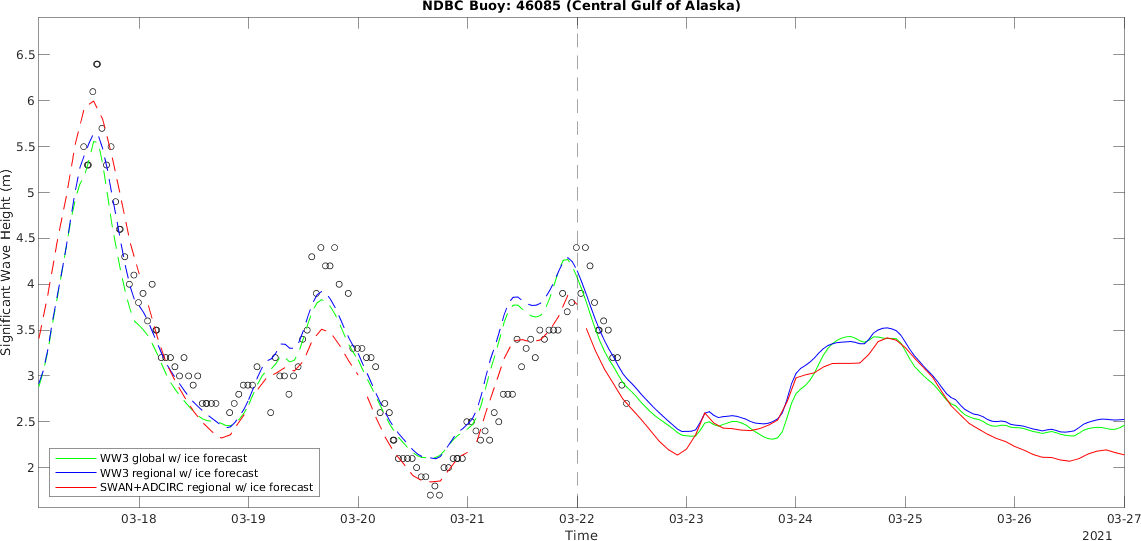 NDBC Buoy: 46085 (Central Gulf of Alaska)
6.5
6
5.5
5
4.5
4
3.5
3
2.5
2
Significant Wave Height (m)
WW3 global w/ ice forecast
WW3 regional w/ ice forecast
SWAN+ADCIRC regional w/ ice forecast
03-18 03-19 03-20 03-21 03-22 03-23 03-24 03-25 03-26 03-27
Time
2021